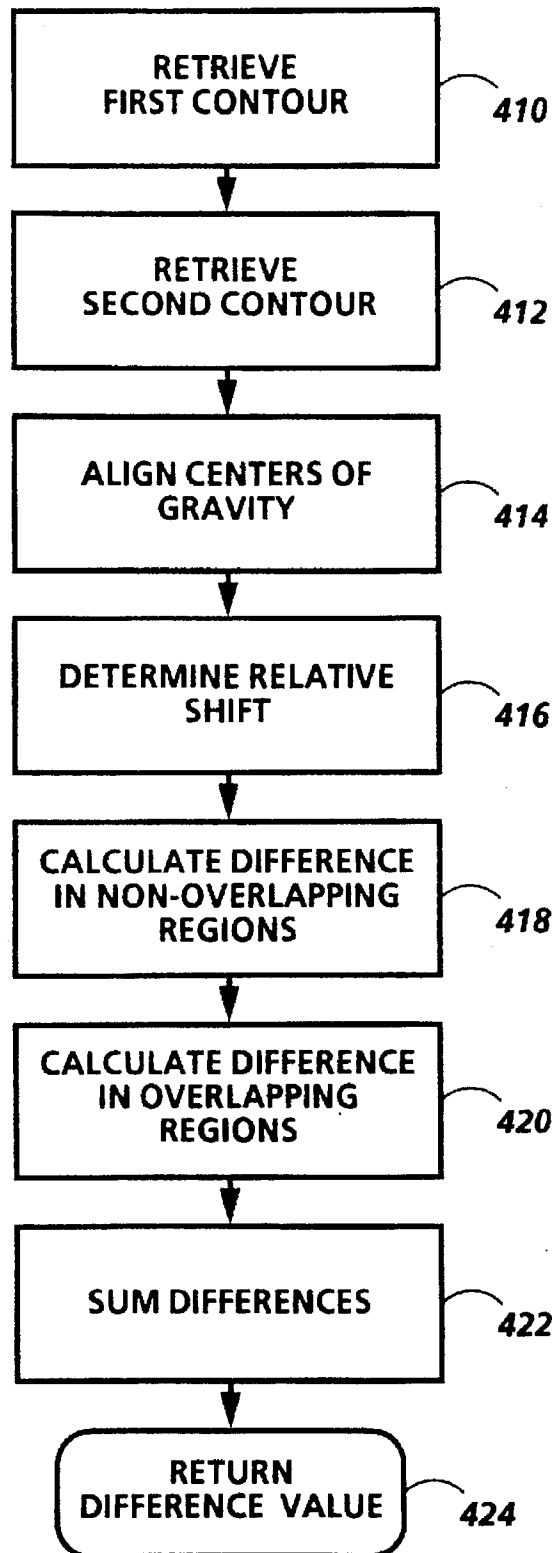 RETRIEVE
FIRST CONTOUR
410
RETRIEVE
SECOND CONTOUR
412
ALIGN CENTERS OF
GRAVITY
414
DETERMINE RELATIVE
SHIFT
416
CALCULATE DIFFERENCE
IN NON-OVERLAPPING
REGIONS
418
CALCULATE DIFFERENCE
IN OVERLAPPING
REGIONS
420
SUM DIFFERENCES
422
RETURN
DIFFERENCE VALUE
424